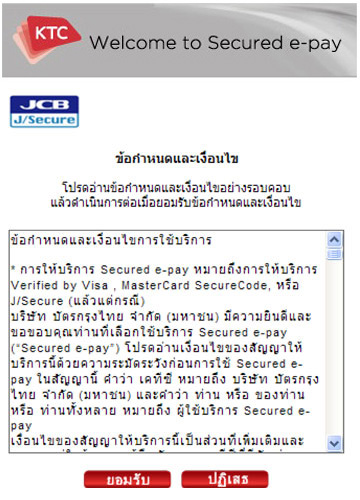 KTC
Welcome to Secured e-pay
JCB
J/Secure
ข้อกำหนดและเงื่อนไข
โปรดอ่านข้อกำหนดและเงื่อนไขอย่างรอบคอบ
แล้วดำเนินการต่อเมื่อยอมรับข้อกำหนดและเงื่อนไข
ข้อกำหนดและเงื่อนไขการใช้บริการ
* การให้บริการ Secured e-pay หมายถึงการให้บริการ
Verified by Visa , MasterCard SecureCode, หรือ
J/Secure (แล้วแต่กรณี)
บริษัท บัตรกรุงไทย จำกัด (มหาชน) มีความยินดีและ
ขอขอบคุณท่านที่เลือกใช้บริการ Secured e-pay
(“Secured e-pay”) โปรดอ่านเงื่อนไขของสัญญาให้
บริการนี้ด้วยความระมัดระวังก่อนการใช้ Secured e-
pay ในสัญญานี้ คำว่า เคทีซี หมายถึง บริษัท บัตรกรุง
ไทย จำกัด (มหาชน) และคำว่า ท่าน หรือ ของท่าน
หรือ ท่านทั้งหลาย หมายถึง ผู้ใช้บริการ Secured e-
pay
เงื่อนไขของสัญญาให้บริการนี้เป็นส่วนที่เพิ่มเติมและ
ยอมรับ
ปฏิเสธ